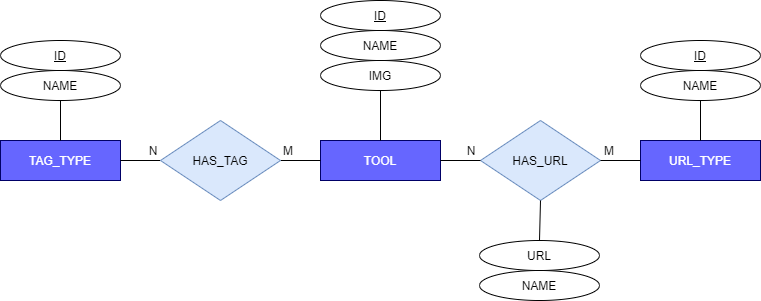 ID
NAME
TAG_TYPE
N
HAS_TAG
M
ID
NAME
IMG
TOOL
N
HAS_URL
M
URL
NAME
ID
NAME
URL_TYPE